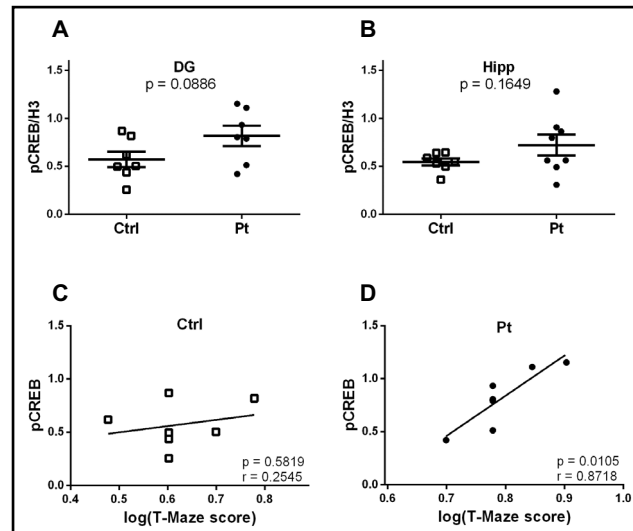 A
DG
p = 0.0886
pCREB/H3
1.5
1.0
0.5
0.0
Ctrl
Pt
B
Hipp
p = 0.1649
pCREB/H3
1.5
1.0
0.5
0.0
Ctrl
Pt
C
Ctrl
pCREB
1.5
1.0
0.5
0.0
p = 0.5819
r = 0.2545
0.4
0.5
0.6
0.7
0.8
0.9
log(T-Maze score)
D
Pt
pCREB
1.5
1.0
0.5
0.0
p = 0.0105
r = 0.8718
0.6
0.7
0.8
0.9
1.0
log(T-Maze score)